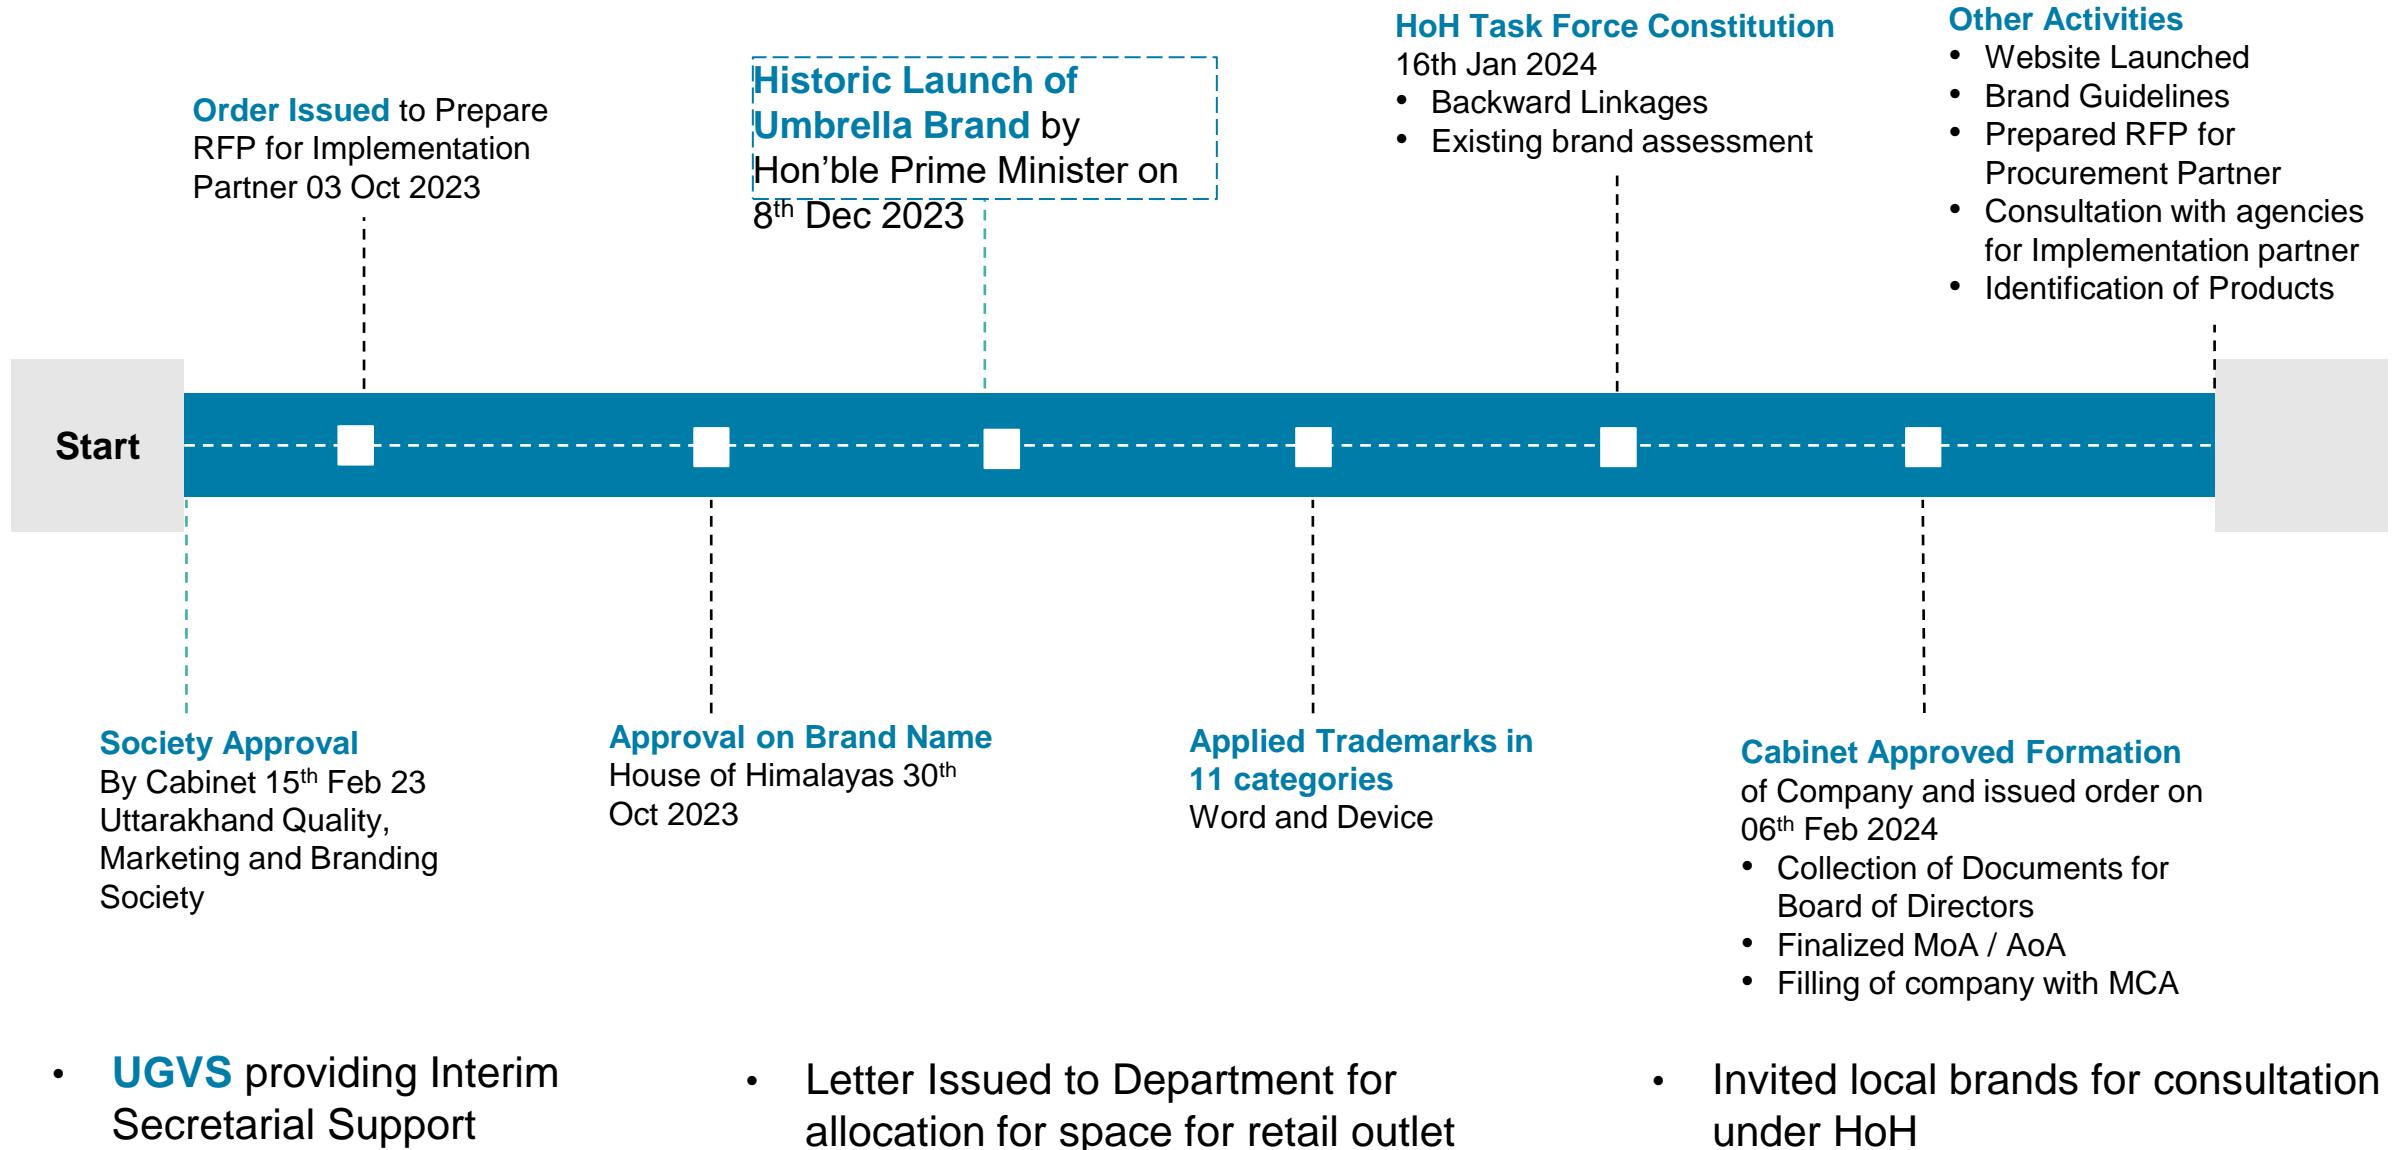 Order Issued to Prepare
RFP for Implementation
Partner 03 Oct 2023
Historic Launch of
Umbrella Brand by
Hon’ble Prime Minister on
8th Dec 2023
HoH Task Force Constitution
16th Jan 2024
• Backward Linkages
• Existing brand assessment
Other Activities
• Website Launched
• Brand Guidelines
• Prepared RFP for
Procurement Partner
• Consultation with agencies
for Implementation partner
• Identification of Products
Start
Society Approval
By Cabinet 15th Feb 23
Uttarakhand Quality,
Marketing and Branding
Society
Approval on Brand Name
House of Himalayas 30th
Oct 2023
Applied Trademarks in
11 categories
Word and Device
Cabinet Approved Formation
of Company and issued order on
06th Feb 2024
• Collection of Documents for
Board of Directors
• Finalized MoA / AoA
• Filling of company with MCA
• UGVS providing Interim
Secretarial Support
• Letter Issued to Department for
allocation for space for retail outlet
• Invited local brands for consultation
under HoH